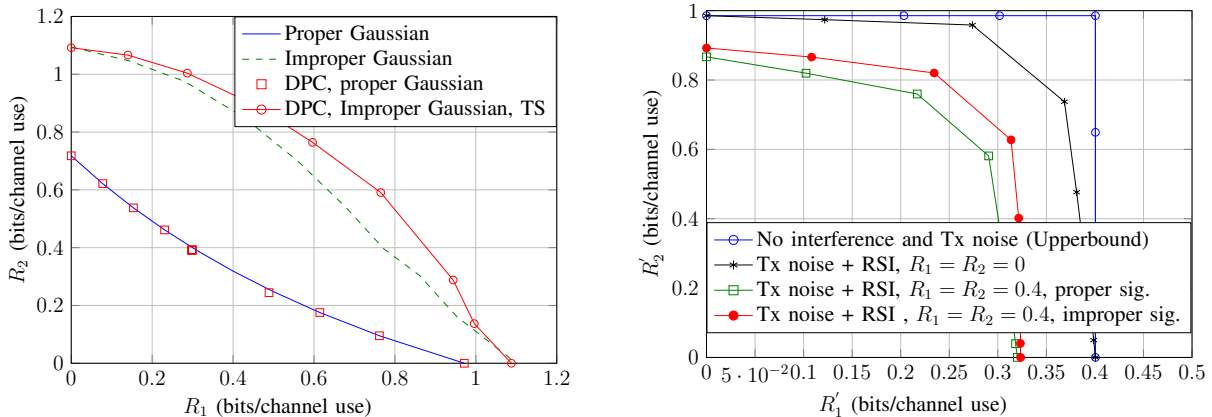 1.2
1
0.8
0.6
0.4
0.2
0
R₂ (bits/channel use)
Proper Gaussian
Improper Gaussian
DPC, proper Gaussian
DPC, Improper Gaussian, TS
0 0.2 0.4 0.6 0.8 1 1.2
R₁ (bits/channel use)
1
0.8
0.6
0.4
0.2
0
R₂′ (bits/channel use)
No interference and Tx noise (Upperbound)
Tx noise + RSI, R₁ = R₂ = 0
Tx noise + RSI, R₁ = R₂ = 0.4, proper sig.
Tx noise + RSI , R₁ = R₂ = 0.4, improper sig.
0 5 · 10⁻² 0.1 0.15 0.2 0.25 0.3 0.35 0.4 0.45 0.5
R₁′ (bits/channel use)